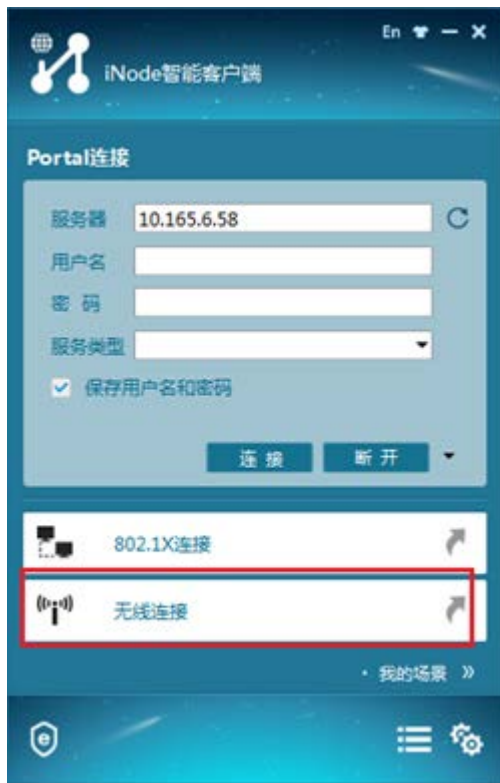 En
iNode智能客户端
Portal连接
服务器 10.165.6.58
用户名
密 码
服务类型
保存用户名和密码
连 接 断 开
802.1X连接
无线连接
· 我的场景 »
e